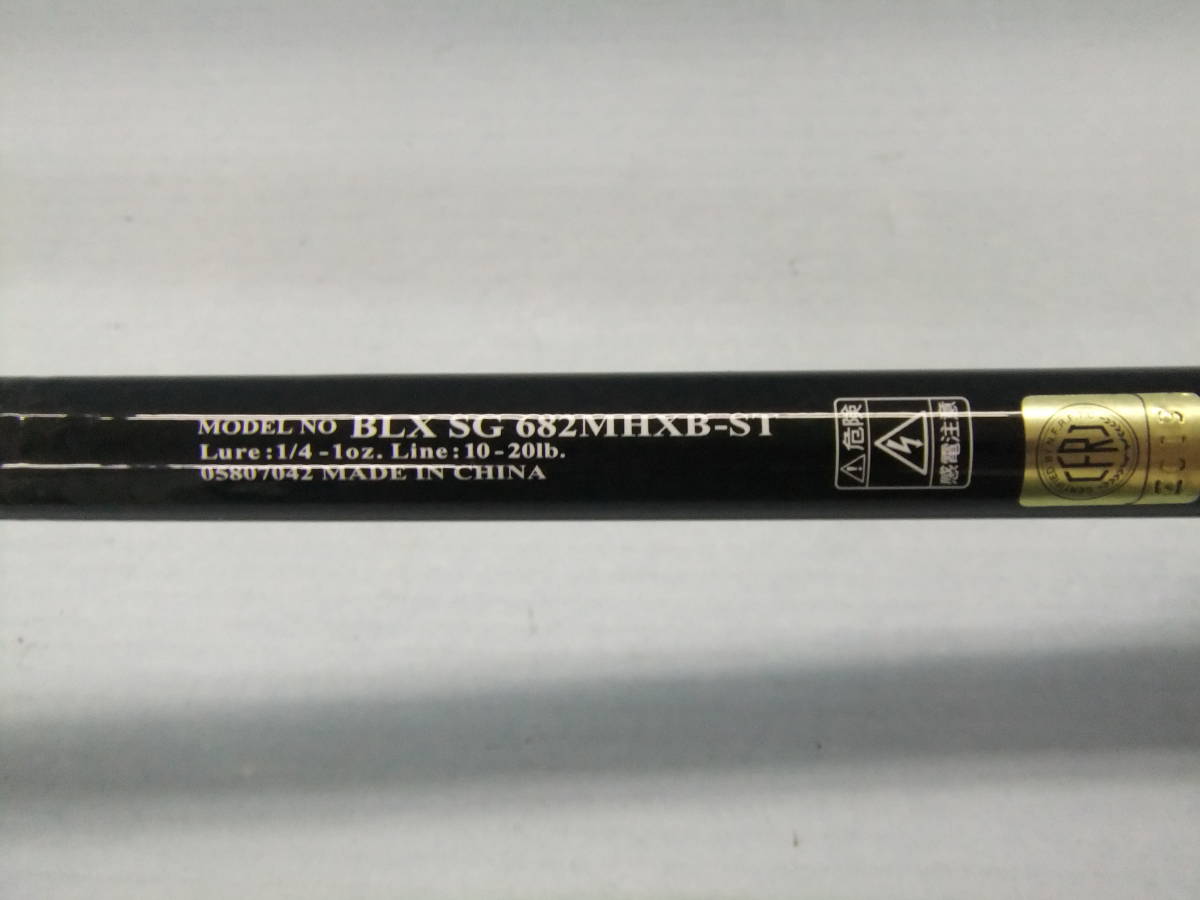 MODEL NO BLX SG 682MHXB-ST
Lure:1/4-1oz. Line:10-20lb.
05807042 MADE IN CHINA
危険
感電注意
CFRJ